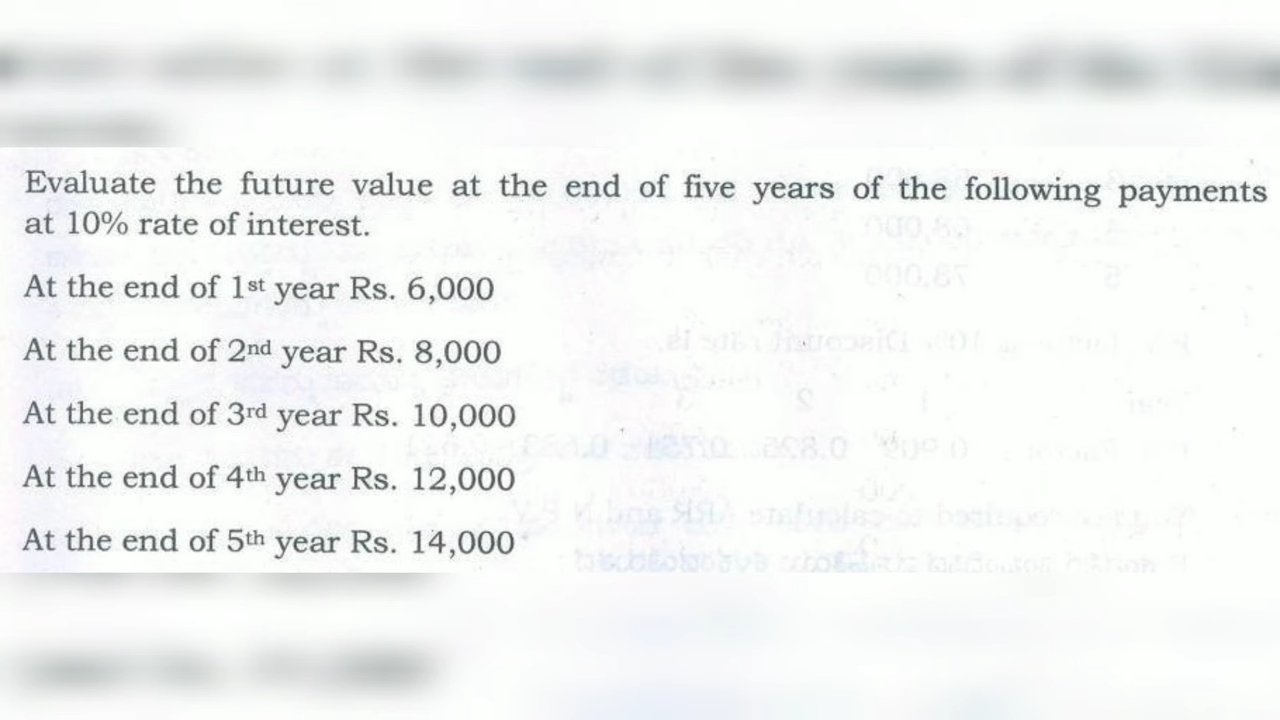 Evaluate the future value at the end of five years of the following payments
at 10% rate of interest.
At the end of 1st year Rs. 6,000
At the end of 2nd year Rs. 8,000
At the end of 3rd year Rs. 10,000
At the end of 4th year Rs. 12,000
At the end of 5th year Rs. 14,000